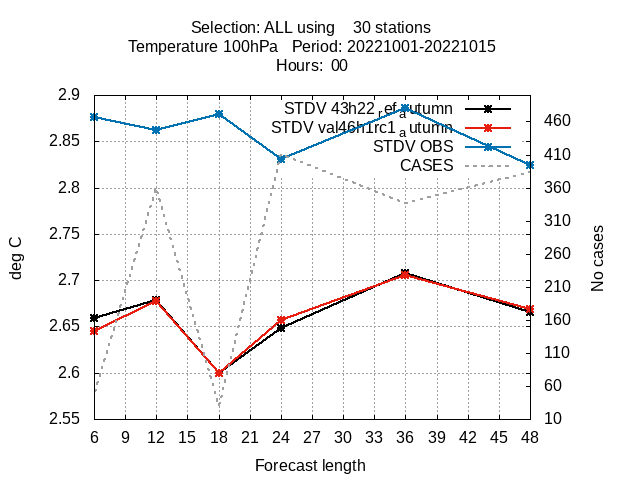 Selection: ALL using 30 stations
Temperature 100hPa Period: 20221001-20221015
Hours: 00
STDV 43h22_ref_autumn
STDV val46h1rc1_autumn
STDV OBS
CASES
2.9
2.85
2.8
2.75
2.7
2.65
2.6
2.55
deg C
460
410
360
310
260
210
160
110
60
10
No cases
6 9 12 15 18 21 24 27 30 33 36 39 42 45 48
Forecast length